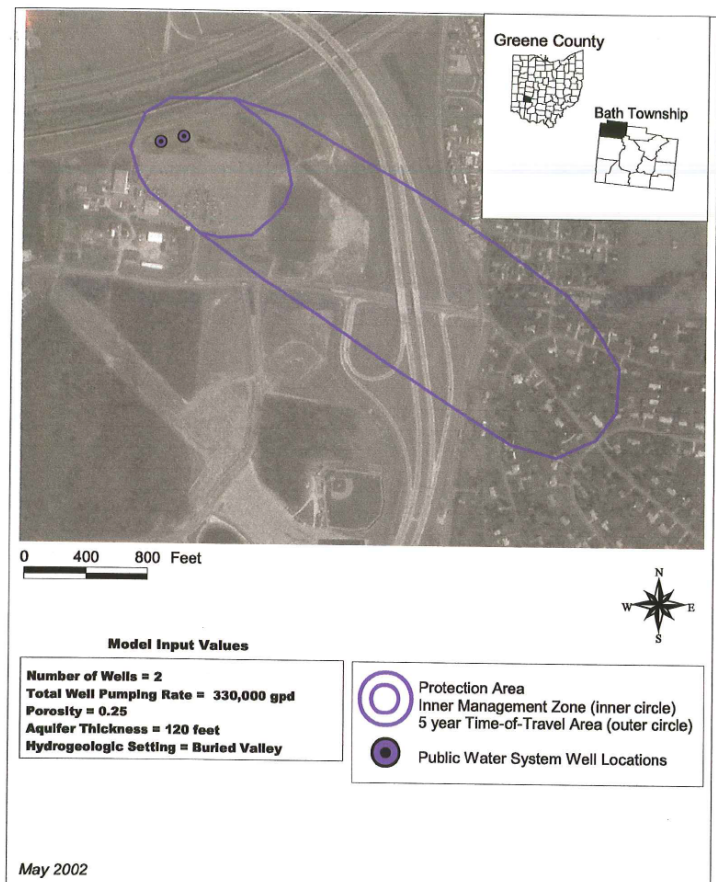 Greene County
Bath Township
0 400 800 Feet
N
W E
S
Model Input Values
Number of Wells = 2
Total Well Pumping Rate = 330,000 gpd
Porosity = 0.25
Aquifer Thickness = 120 feet
Hydrogeologic Setting = Buried Valley
Protection Area
Inner Management Zone (inner circle)
5 year Time-of-Travel Area (outer circle)
Public Water System Well Locations
May 2002